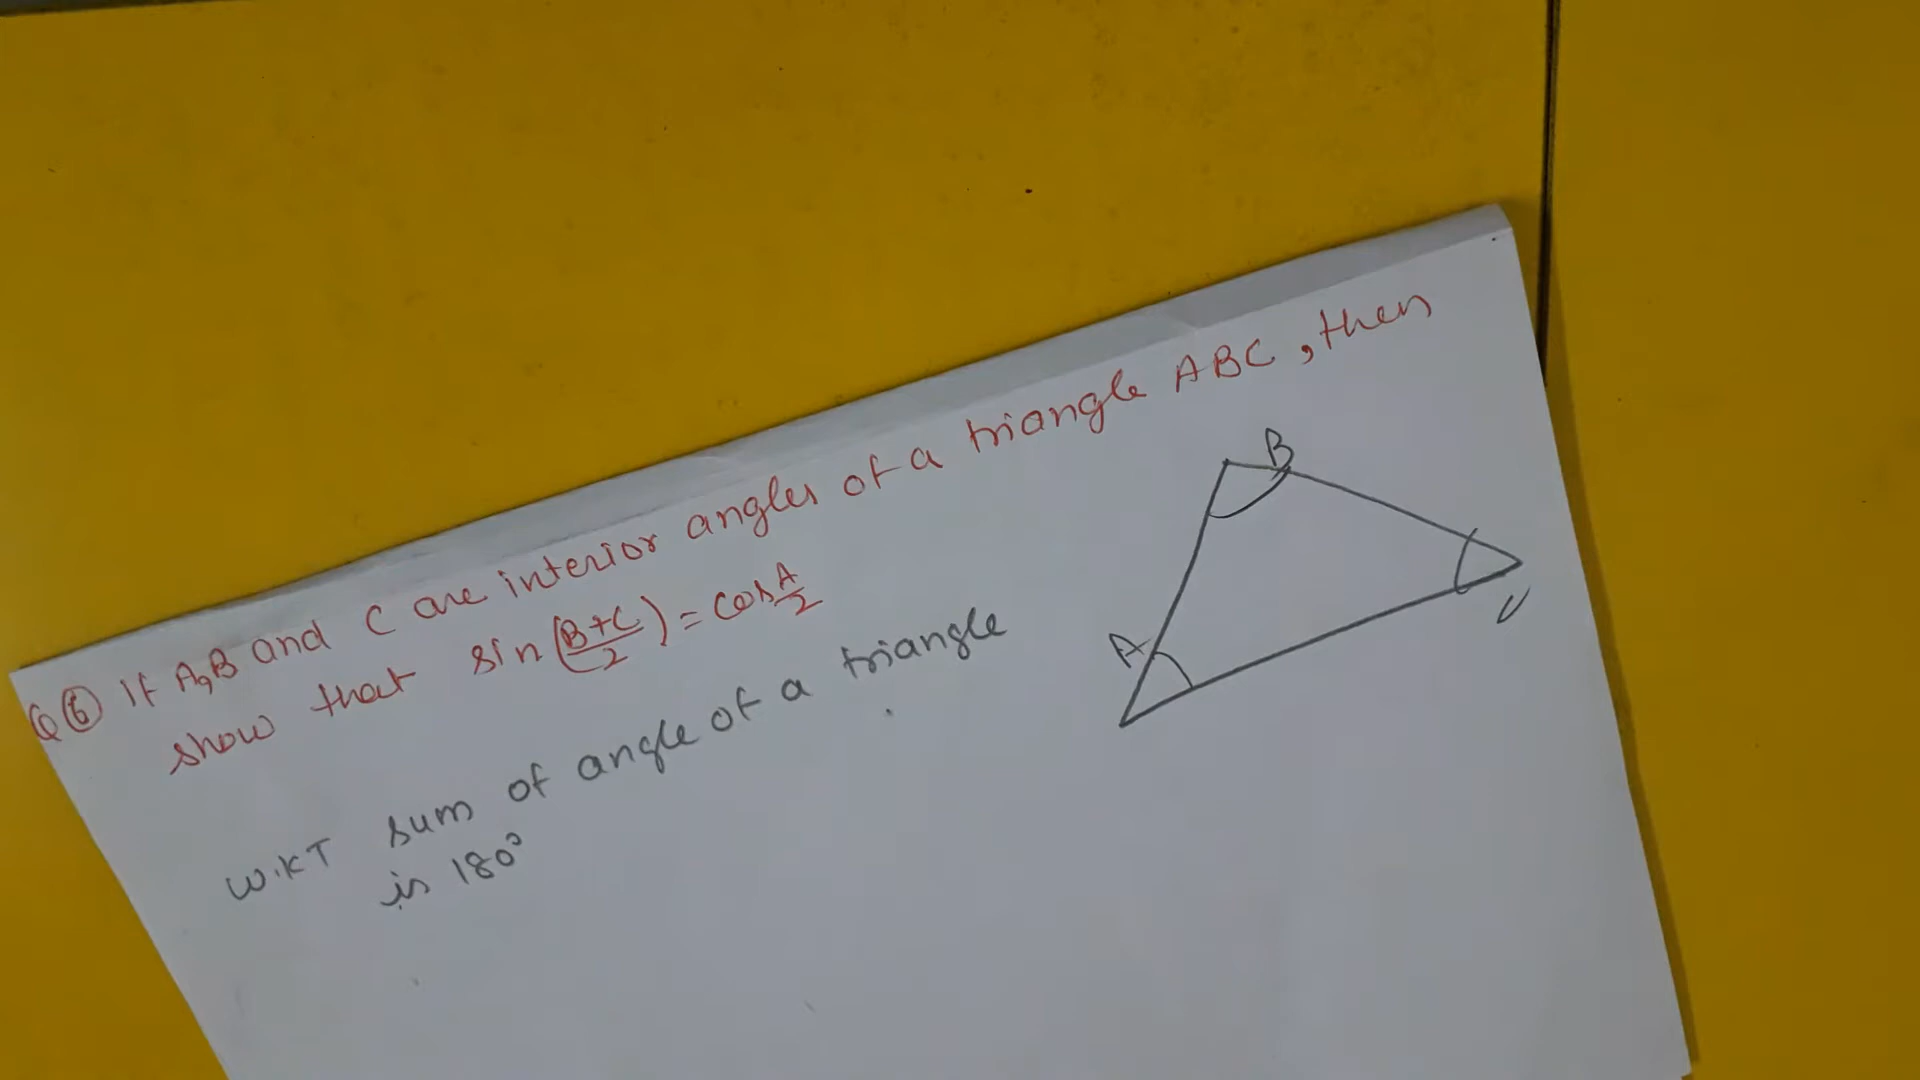 Q ⑥ If A,B and C are interior angles of a triangle ABC, then
show that sin (B+C/2) = cos A/2
W.K.T sum of angle of a triangle
is 180°
B
A
C